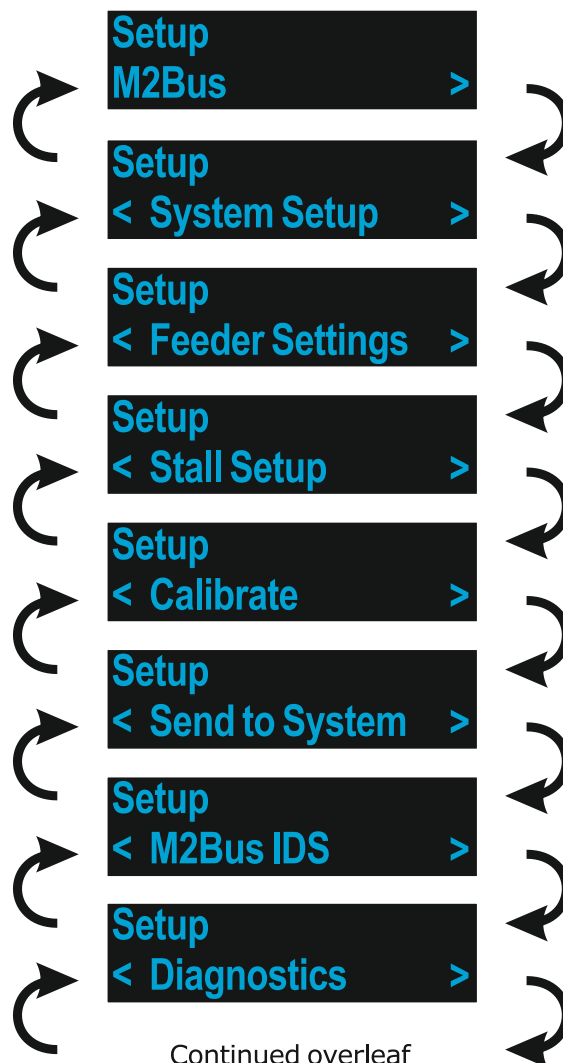 Setup
M2Bus >
Setup
< System Setup >
Setup
< Feeder Settings >
Setup
< Stall Setup >
Setup
< Calibrate >
Setup
< Send to System >
Setup
< M2Bus IDS >
Setup
< Diagnostics >
Continued overleaf